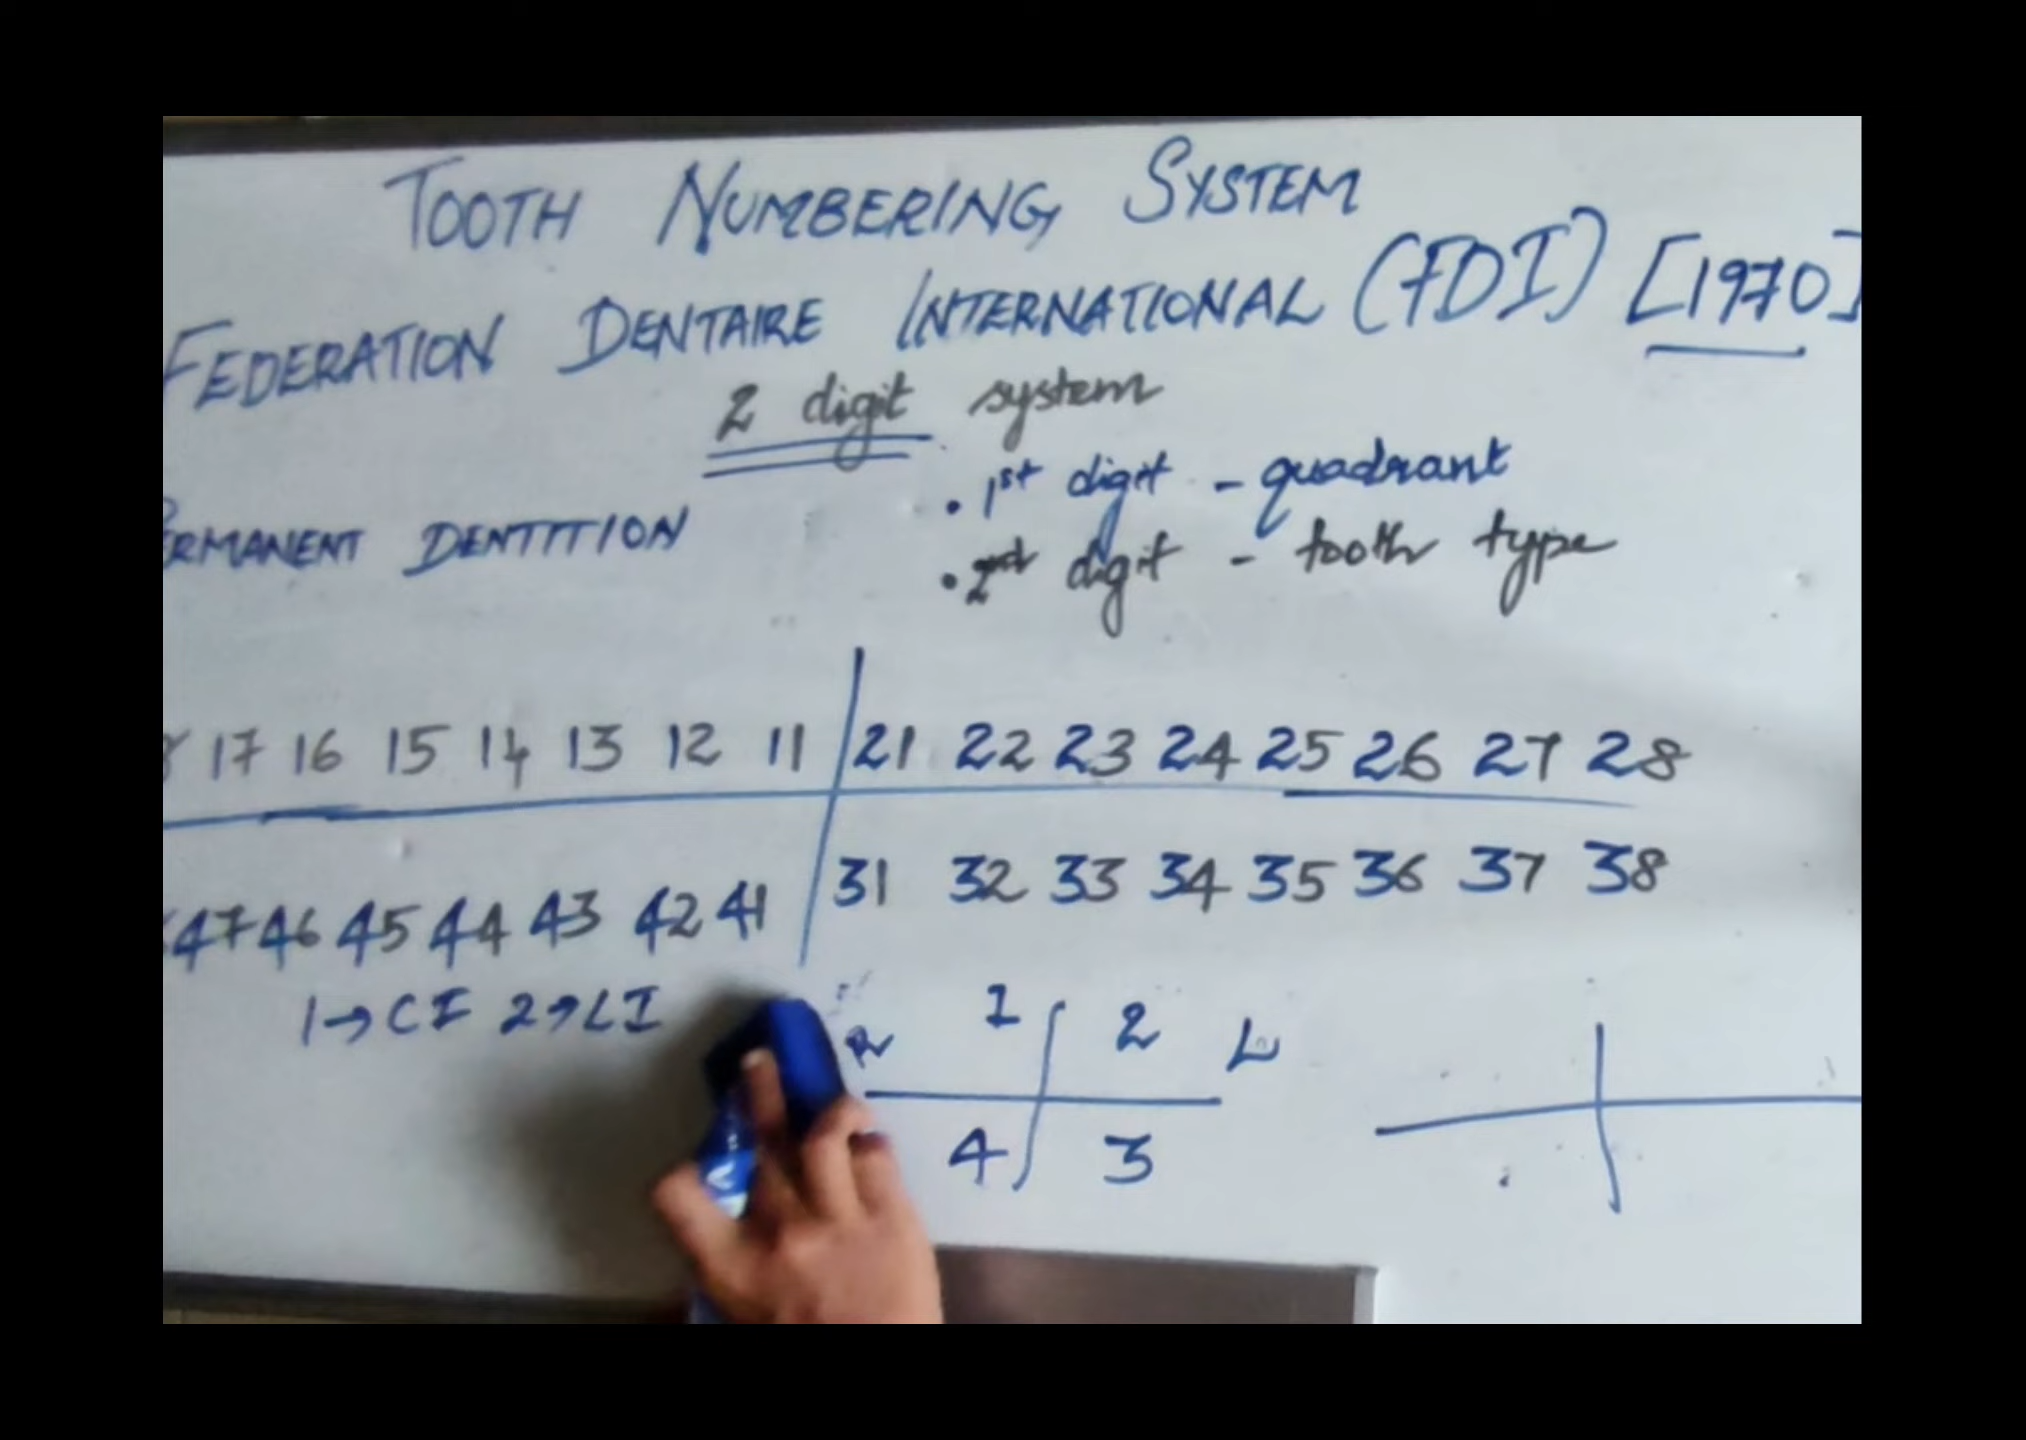 TOOTH NUMBERING SYSTEM
FEDERATION DENTAIRE INTERNATIONAL (FDI) [1970]
2 digit system
• 1st digit - quadrant
PERMANENT DENTITION
• 2nd digit - tooth type
17 16 15 14 13 12 11 21 22 23 24 25 26 27 28
47 46 45 44 43 42 41 31 32 33 34 35 36 37 38
1→CI 2→LI
R 1 2 L
4 3